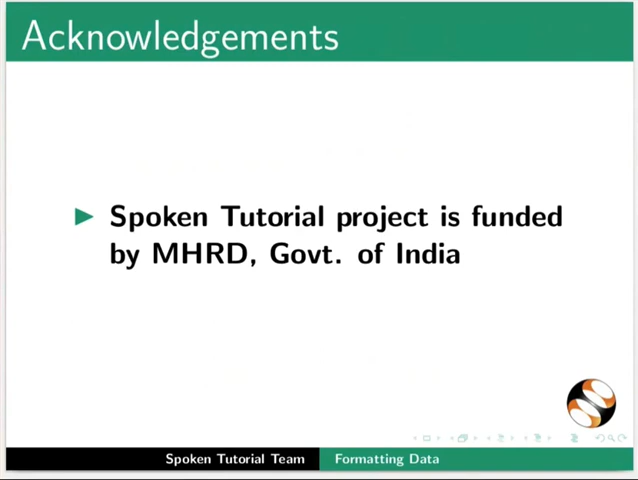 Acknowledgements
Spoken Tutorial project is funded
by MHRD, Govt. of India
Spoken Tutorial Team
Formatting Data